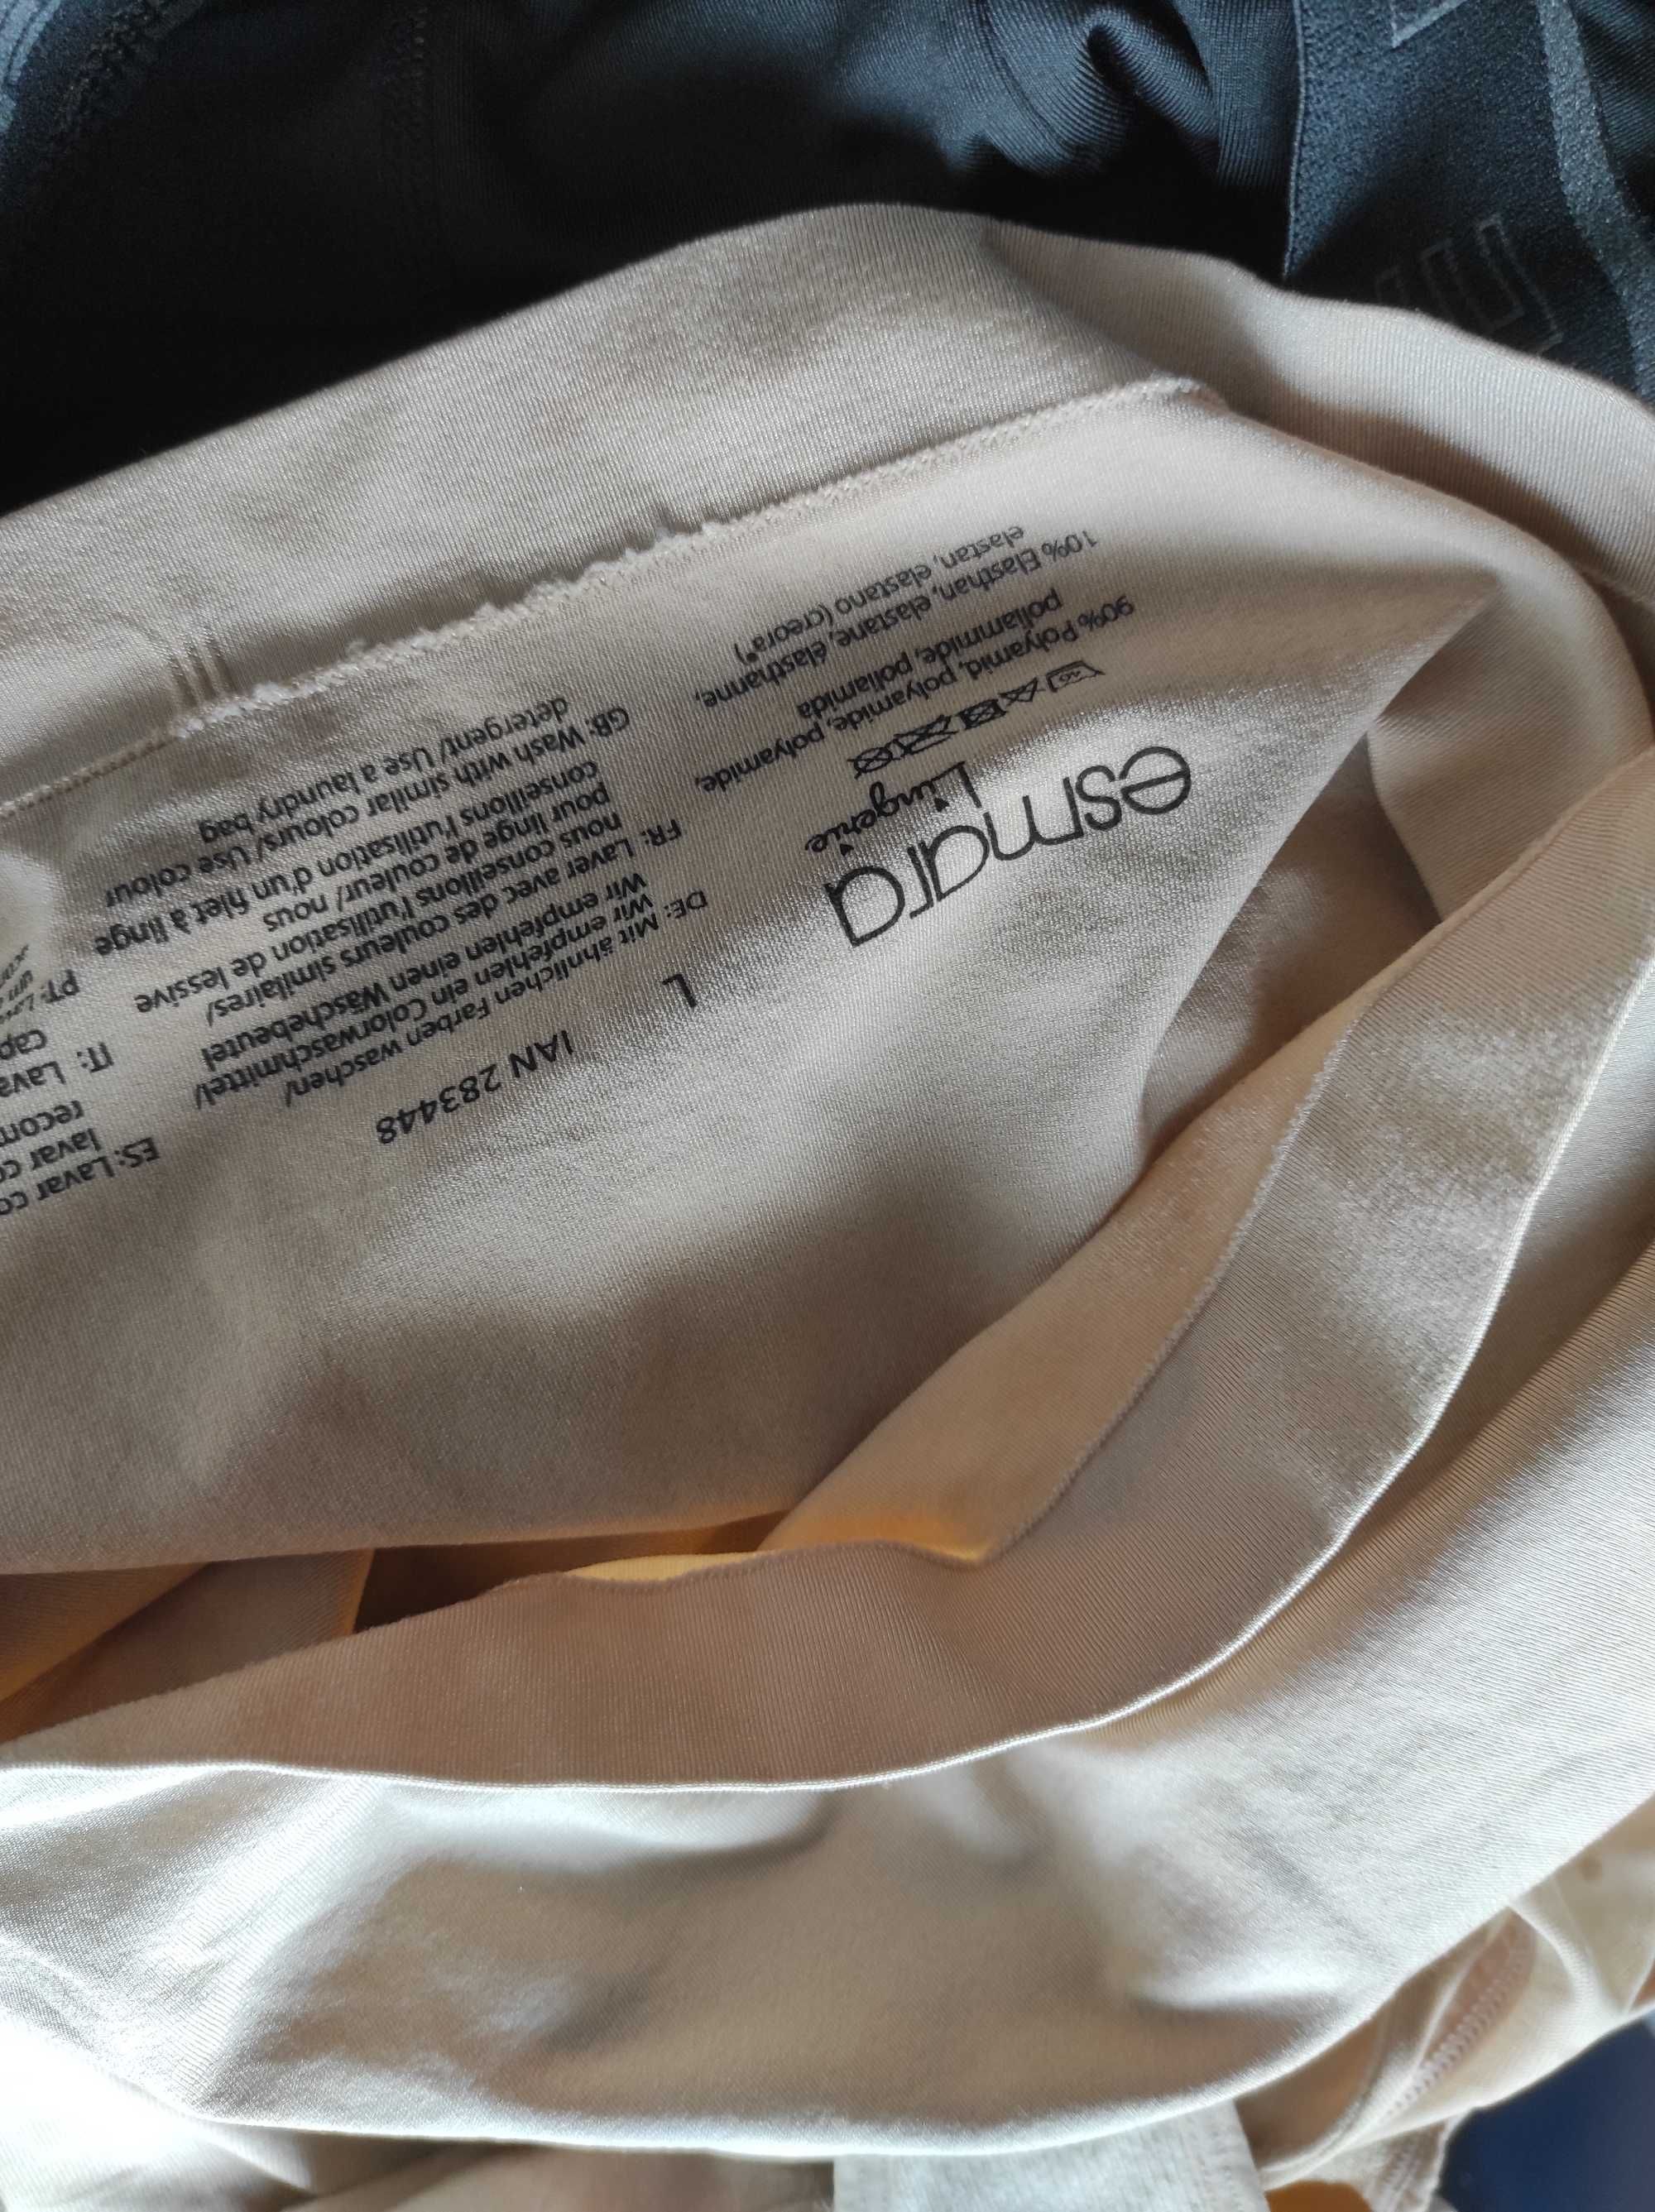 esmara
Lingerie
90% Polyamid, polyamide, polyamide,
poliammide, poliamida
10% Elasthan, elastane, élasthanne,
elastan, elastano (creora®)
L
IAN 283448
DE: Mit ähnlichen Farben waschen/
Wir empfehlen ein Colorwaschmittel/
Wir empfehlen einen Wäschebeutel
FR: Laver avec des couleurs similaires/
nous conseillons l'utilisation de lessive
pour linge de couleur/ nous
conseillons l'utilisation d'un filet à linge
GB: Wash with similar colours/ Use colour
detergent/ Use a laundry bag
ES: Lavar co
lavar co
recom
IT: Lava
cap
PT: Lava
um